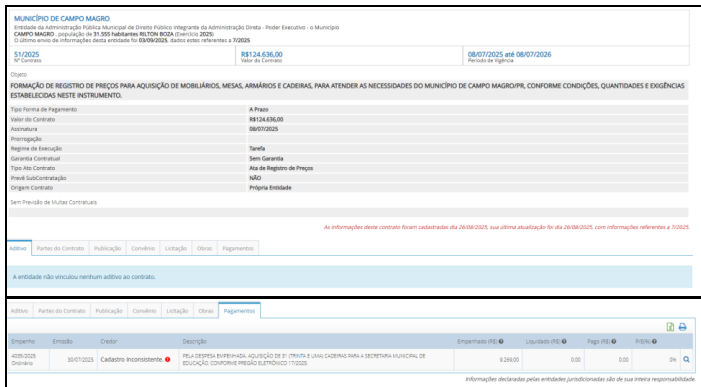 MUNICÍPIO DE CAMPO MAGRO
Entidade da Administração Pública Municipal de Direito Público integrante da Administração Direta - Poder Executivo - o Município
CAMPO MAGRO , população de 31,555 habitantes RILTON BOZA (Exercício 2025)
O último envio de informações desta entidade foi 03/09/2025, dados estes referentes a 7/2025
51/2025 R$124.636,00 08/07/2025 até 08/07/2026
Nº Contrato Valor do Contrato Período de Vigência
Objeto
FORMAÇÃO DE REGISTRO DE PREÇOS PARA AQUISIÇÃO DE MOBILIÁRIOS, MESAS, ARMÁRIOS E CADEIRAS, PARA ATENDER AS NECESSIDADES DO MUNICÍPIO DE CAMPO MAGRO/PR, CONFORME CONDIÇÕES, QUANTIDADES E EXIGÊNCIAS
ESTABELECIDAS NESTE INSTRUMENTO.
Tipo Forma de Pagamento A Prazo
Valor do Contrato R$124.636,00
Assinatura 08/07/2025
Prorrogação
Regime de Execução Tarefa
Garantia Contratual Sem Garantia
Tipo Ato Contrato Ata de Registro de Preços
Prevê SubContratação NÃO
Origem Contrato Própria Entidade
Sem Previsão de Multas Contratuais
As informações deste contrato foram cadastradas dia 26/08/2025, sua última atualização foi dia 26/08/2025, com informações referentes a 7/2025.
Aditivo Partes do Contrato Publicação Convênio Licitação Obras Pagamentos
A entidade não vinculou nenhum aditivo ao contrato.
Aditivo Partes do Contrato Publicação Convênio Licitação Obras Pagamentos
Empenho Emissão Credor Descrição Empenhado (R$) Liquidado (R$) Pago (R$) P/E(%)
30/07/2025 Cadastro Inconsistente. PELA DESPESA EMPENHADA, AQUISIÇÃO DE 31 (TRINTA E UMA) CADEIRAS PARA A SECRETARIA MUNICIPAL DE 9.269,00 0,00 0,00 0%
Ordinário EDUCAÇÃO, CONFORME PREGÃO ELETRÔNICO 17/2025.
Informações declaradas pelas entidades jurisdicionadas são de sua inteira responsabilidade.